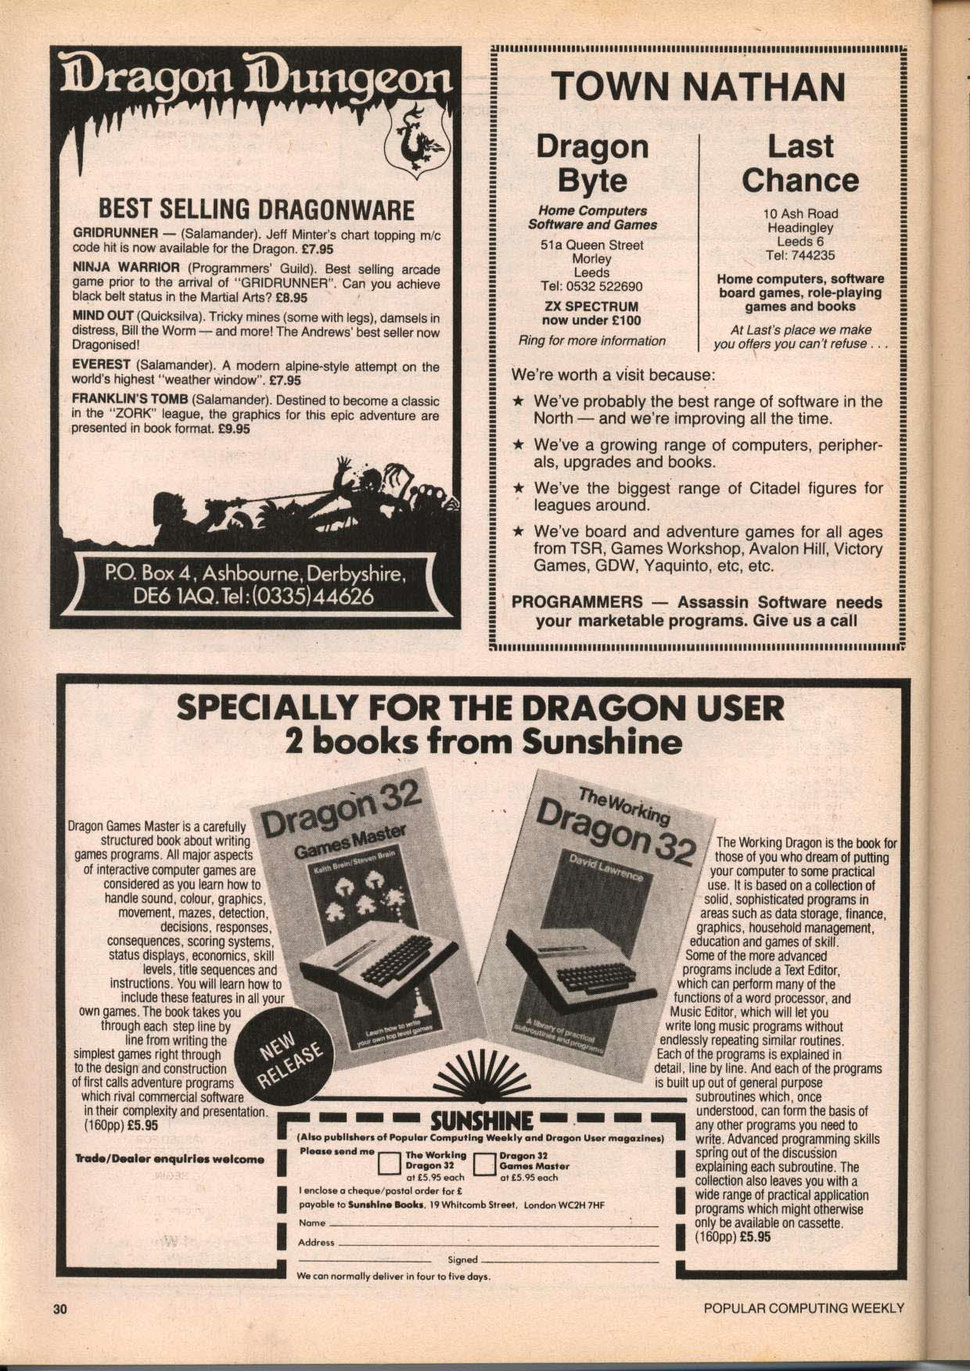 Dragon Dungeon
BEST SELLING DRAGONWARE
GRIDRUNNER — (Salamander). Jeff Minter's chart topping m/c
code hit is now available for the Dragon. £7.95
NINJA WARRIOR (Programmers' Guild). Best selling arcade
game prior to the arrival of "GRIDRUNNER". Can you achieve
black belt status in the Martial Arts? £8.95
MIND OUT (Quicksilva). Tricky mines (some with legs), damsels in
distress, Bill the Worm — and more! The Andrews' best seller now
Dragonised!
EVEREST (Salamander). A modern alpine-style attempt on the
world's highest "weather window". £7.95
FRANKLIN'S TOMB (Salamander). Destined to become a classic
in the "ZORK" league, the graphics for this epic adventure are
presented in book format. £9.95
P.O. Box 4, Ashbourne, Derbyshire,
DE6 1AQ. Tel: (0335) 44626
TOWN NATHAN
Dragon
Byte
Home Computers
Software and Games
51a Queen Street
Morley
Leeds
Tel: 0532 522690
ZX SPECTRUM
now under £100
Ring for more information
Last
Chance
10 Ash Road
Headingley
Leeds 6
Tel: 744235
Home computers, software
board games, role-playing
games and books
At Last's place we make
you offers you can't refuse . . .
We're worth a visit because:
★ We've probably the best range of software in the
North — and we're improving all the time.
★ We've a growing range of computers, peripher-
als, upgrades and books.
★ We've the biggest range of Citadel figures for
leagues around.
★ We've board and adventure games for all ages
from TSR, Games Workshop, Avalon Hill, Victory
Games, GDW, Yaquinto, etc, etc.
PROGRAMMERS — Assassin Software needs
your marketable programs. Give us a call
SPECIALLY FOR THE DRAGON USER
2 books from Sunshine
Dragon Games Master is a carefully
structured book about writing
games programs. All major aspects
of interactive computer games are
considered as you learn how to
handle sound, colour, graphics,
movement, mazes, detection,
decisions, responses,
consequences, scoring systems,
status displays, economics, skill
levels, title sequences and
instructions. You will learn how to
include these features in all your
own games. The book takes you
through each step line by
line from writing the
simplest games right through
to the design and construction
of first calls adventure programs
which rival commercial software
in their complexity and presentation.
(160pp) £5.95
Trade/Dealer enquiries welcome
Dragon 32
Games Master
Keith Brain/Steven Brain
Learn how to write
your own top level games
NEW
RELEASE
The Working
Dragon 32
David Lawrence
A library of practical
subroutines and programs
The Working Dragon is the book for
those of you who dream of putting
your computer to some practical
use. It is based on a collection of
solid, sophisticated programs in
areas such as data storage, finance,
graphics, household management,
education and games of skill.
Some of the more advanced
programs include a Text Editor,
which can perform many of the
functions of a word processor, and
Music Editor, which will let you
write long music programs without
endlessly repeating similar routines.
Each of the programs is explained in
detail, line by line. And each of the programs
is built up out of general purpose
subroutines which, once
understood, can form the basis of
any other programs you need to
write. Advanced programming skills
spring out of the discussion
explaining each subroutine. The
collection also leaves you with a
wide range of practical application
programs which might otherwise
only be available on cassette.
(160pp) £5.95
SUNSHINE
(Also publishers of Popular Computing Weekly and Dragon User magazines)
Please send me
The Working
Dragon 32
at £5.95 each
Dragon 32
Games Master
at £5.95 each
I enclose a cheque/postal order for £
payable to Sunshine Books, 19 Whitcomb Street, London WC2H 7HF
Name
Address
Signed
We can normally deliver in four to five days.
30
POPULAR COMPUTING WEEKLY